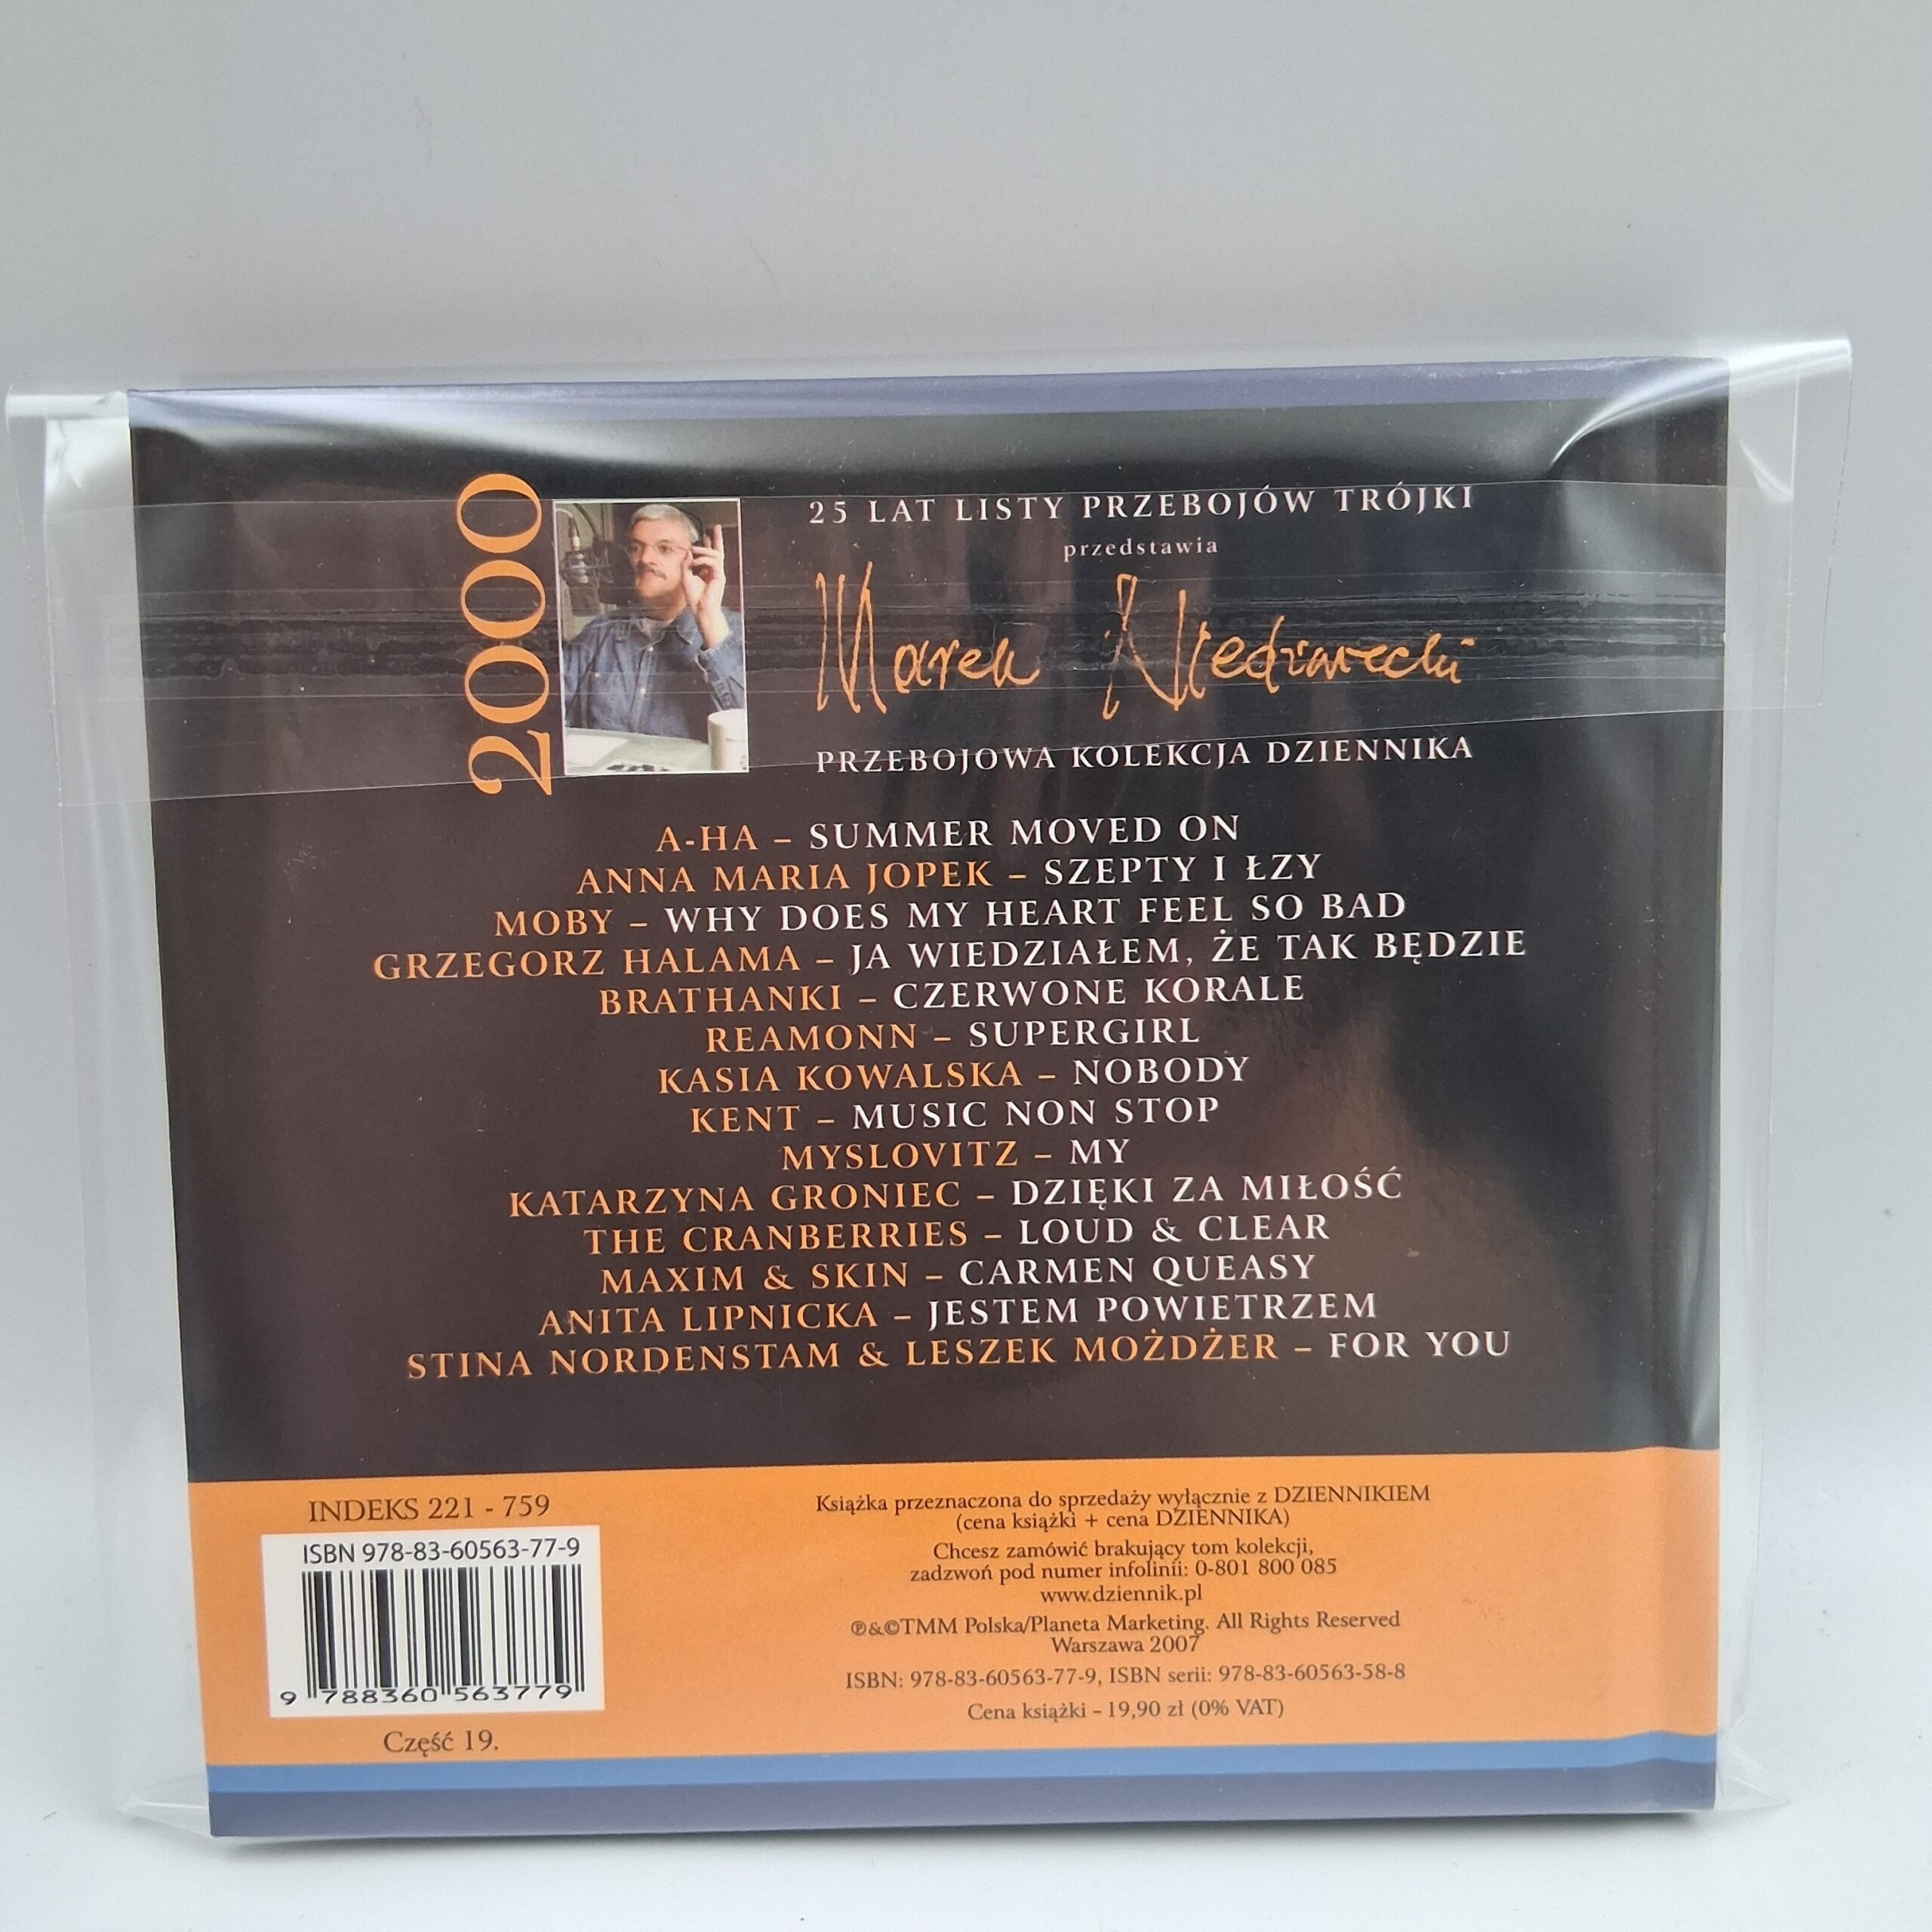 2000
25 LAT LISTY PRZEBOJÓW TRÓJKI
przedstawia
Marek Niedźwiecki
PRZEBOJOWA KOLEKCJA DZIENNIKA
A-HA – SUMMER MOVED ON
ANNA MARIA JOPEK – SZEPTY I ŁZY
MOBY – WHY DOES MY HEART FEEL SO BAD
GRZEGORZ HALAMA – JA WIEDZIAŁEM, ŻE TAK BĘDZIE
BRATHANKI – CZERWONE KORALE
REAMONN – SUPERGIRL
KASIA KOWALSKA – NOBODY
KENT – MUSIC NON STOP
MYSLOVITZ – MY
KATARZYNA GRONIEC – DZIĘKI ZA MIŁOŚĆ
THE CRANBERRIES – LOUD & CLEAR
MAXIM & SKIN – CARMEN QUEASY
ANITA LIPNICKA – JESTEM POWIETRZEM
STINA NORDENSTAM & LESZEK MOŻDŻER – FOR YOU
INDEKS 221 - 759
ISBN 978-83-60563-77-9
9 788360 563779
Część 19.
Książka przeznaczona do sprzedaży wyłącznie z DZIENNIKIEM
(cena książki + cena DZIENNIKA)
Chcesz zamówić brakujący tom kolekcji,
zadzwoń pod numer infolinii: 0-801 800 085
www.dziennik.pl
℗&©TMM Polska/Planeta Marketing. All Rights Reserved
Warszawa 2007
ISBN: 978-83-60563-77-9, ISBN serii: 978-83-60563-58-8
Cena książki – 19,90 zł (0% VAT)